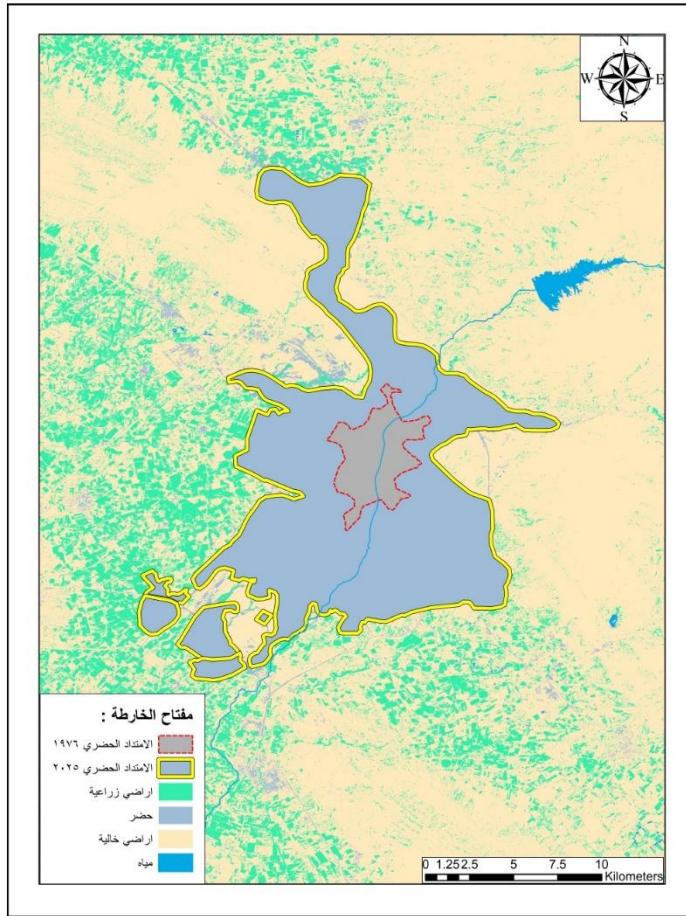 N
W E
S
مفتاح الخارطة :
الامتداد الحضري ١٩٧٦
الامتداد الحضري ٢٠٢٥
اراضي زراعية
حضر
اراضي خالية
مياه
0 1.25 2.5 5 7.5 10
Kilometers